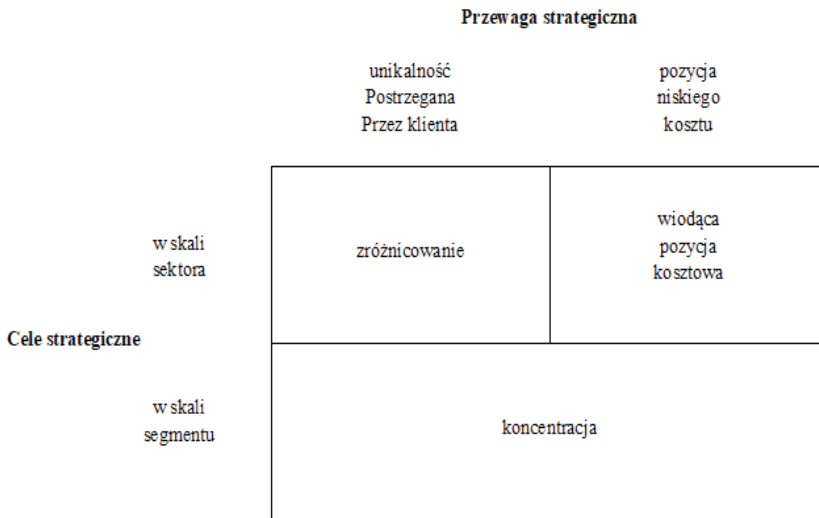 Przewaga strategiczna
unikalność
Postrzegana
Przez klienta
pozycja
niskiego
kosztu
w skali
sektora
zróżnicowanie
wiodąca
pozycja
kosztowa
Cele strategiczne
w skali
segmentu
koncentracja